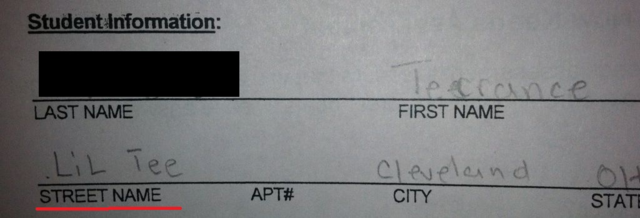 Student Information:
Terrance
LAST NAME FIRST NAME
LiL Tee Cleveland OH
STREET NAME APT# CITY STATE